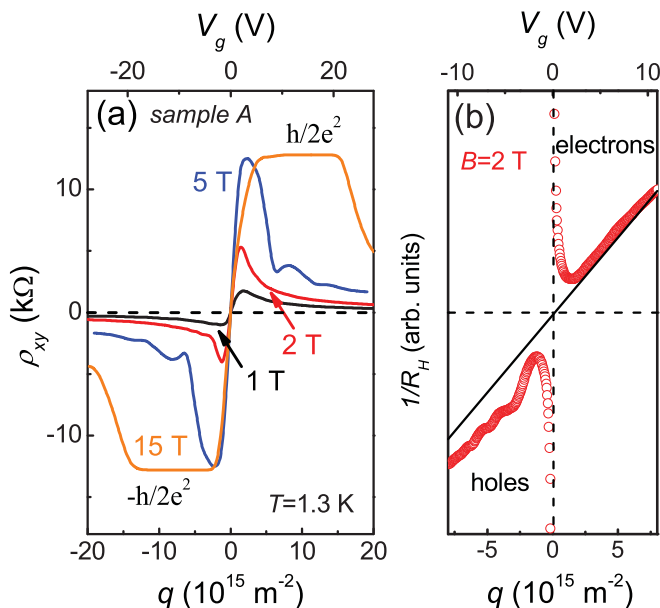 V_g (V)
-20 0 20
(a) sample A
h/2e²
5 T
10
0
-10
ρ_xy (kΩ)
2 T
1 T
15 T
-h/2e²
T=1.3 K
-20 -10 0 10 20
q (10¹⁵ m⁻²)
V_g (V)
-10 0 10
(b)
electrons
B=2 T
1/R_H (arb. units)
holes
-5 0 5
q (10¹⁵ m⁻²)